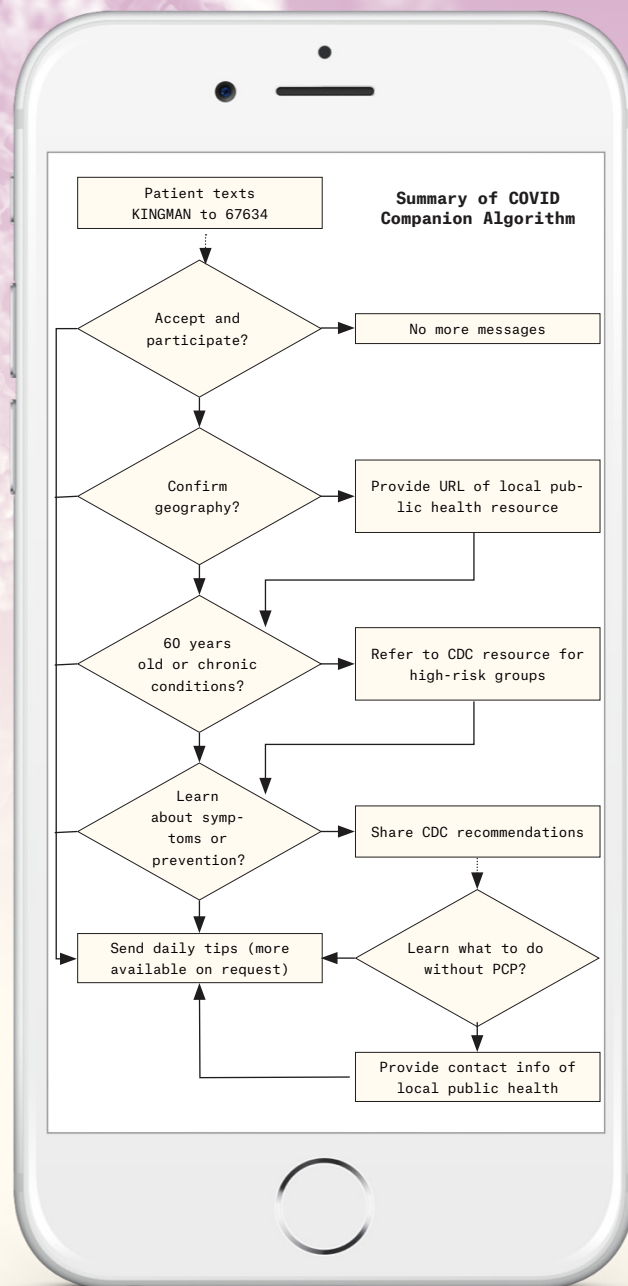 Patient texts
KINGMAN to 67634
Summary of COVID
Companion Algorithm
Accept and
participate?
No more messages
Confirm
geography?
Provide URL of local pub-
lic health resource
60 years
old or chronic
conditions?
Refer to CDC resource for
high-risk groups
Learn
about symp-
toms or
prevention?
Share CDC recommendations
Send daily tips (more
available on request)
Learn what to do
without PCP?
Provide contact info of
local public health